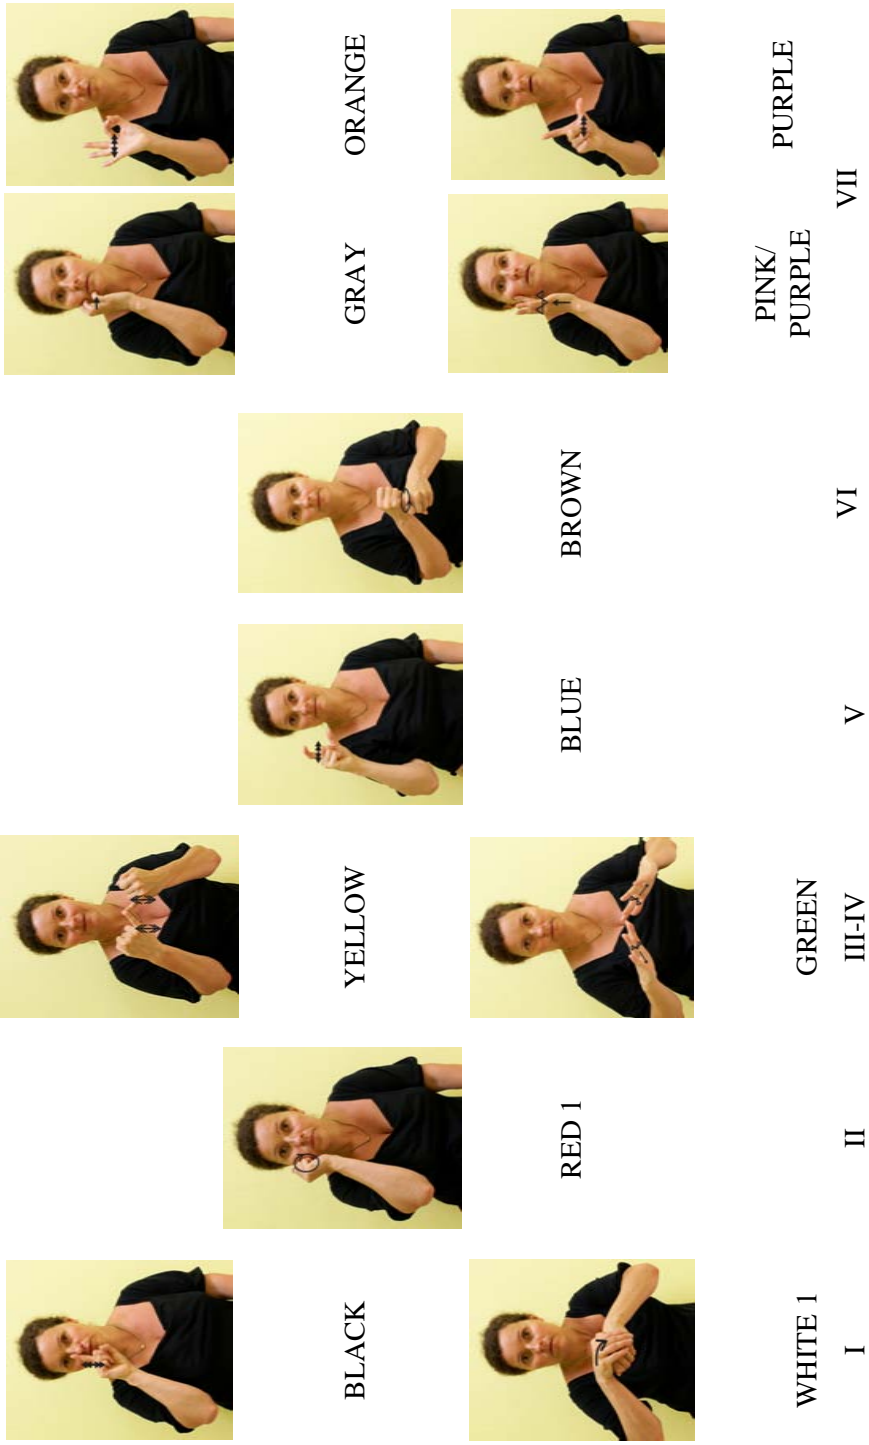 BLACK
YELLOW
GRAY
ORANGE
RED 1
BLUE
BROWN
WHITE 1
GREEN
PINK/
PURPLE
PURPLE
I
II
III-IV
V
VI
VII